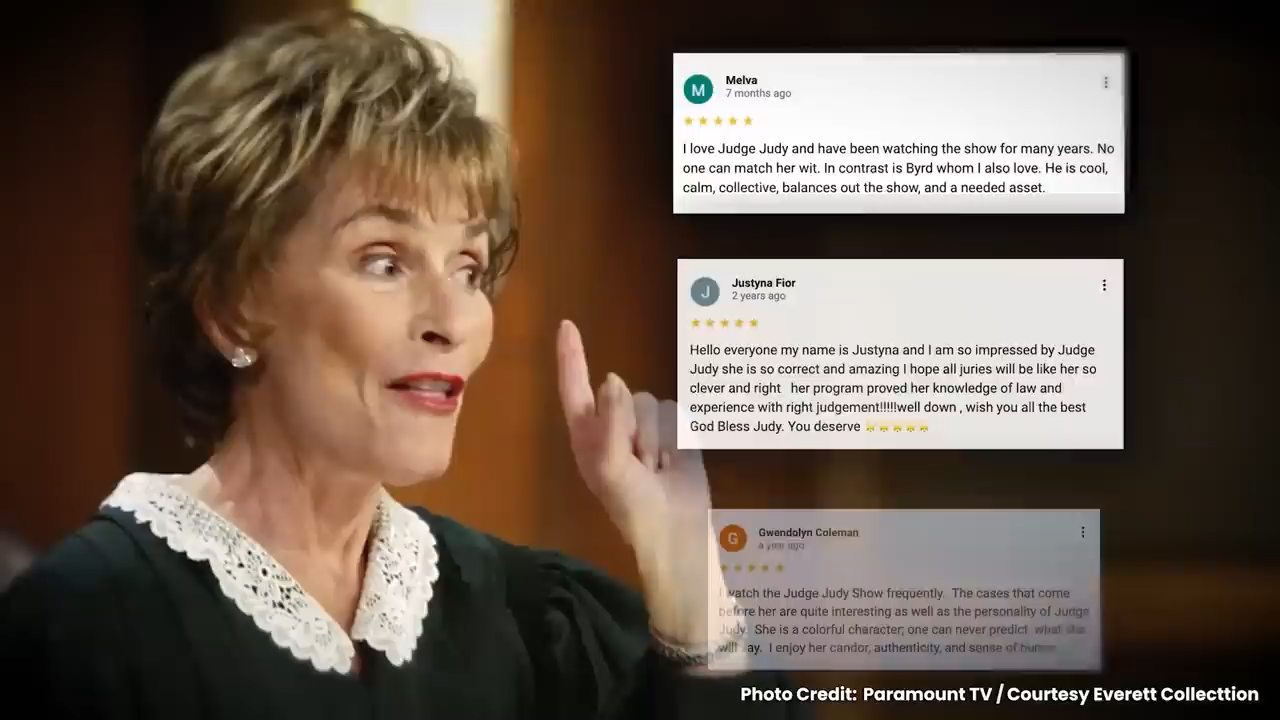 M
Melva
7 months ago
I love Judge Judy and have been watching the show for many years. No
one can match her wit. In contrast is Byrd whom I also love. He is cool,
calm, collective, balances out the show, and a needed asset.
J
Justyna Fior
2 years ago
Hello everyone my name is Justyna and I am so impressed by Judge
Judy she is so correct and amazing I hope all juries will be like her so
clever and right her program proved her knowledge of law and
experience with right judgement!!!!!well down , wish you all the best
God Bless Judy. You deserve
G
Gwendolyn Coleman
a year ago
I watch the Judge Judy Show frequently. The cases that come
before her are quite interesting as well as the personality of Judge
Judy. She is a colorful character; one can never predict what she
will say. I enjoy her candor, authenticity, and sense of
Photo Credit: Paramount TV / Courtesy Everett Collecttion